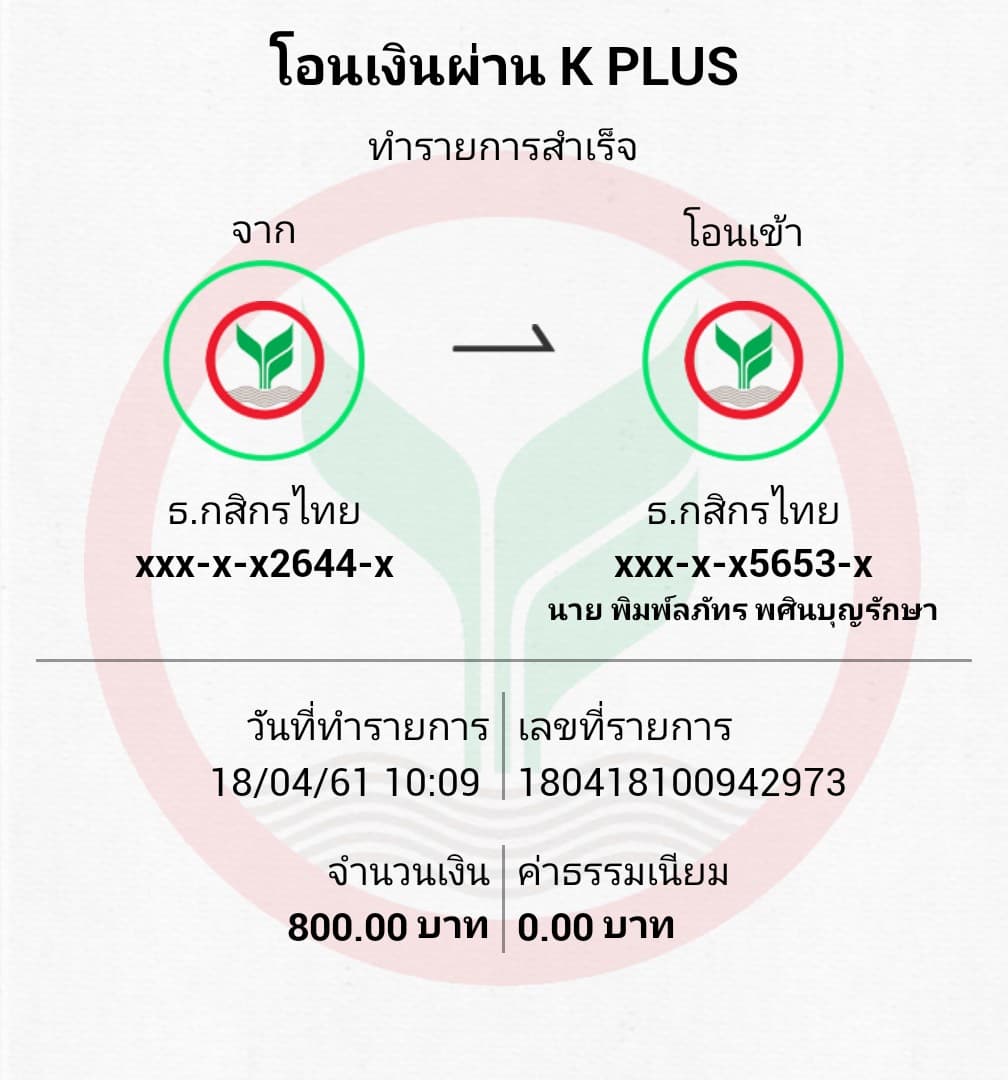 โอนเงินผ่าน K PLUS
ทำรายการสำเร็จ
จาก
โอนเข้า
ธ.กสิกรไทย
xxx-x-x2644-x
ธ.กสิกรไทย
xxx-x-x5653-x
นาย พิมพ์ลภัทร พศินบุญรักษา
วันที่ทำรายการ
18/04/61 10:09
เลขที่รายการ
180418100942973
จำนวนเงิน
800.00 บาท
ค่าธรรมเนียม
0.00 บาท